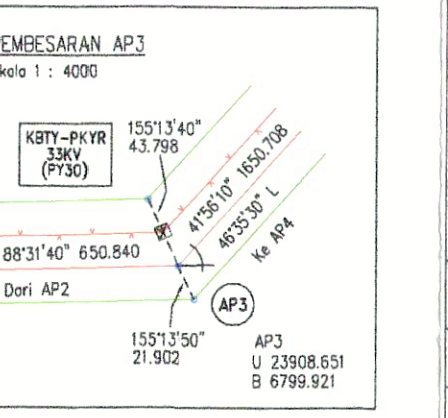 PEMBESARAN AP3
kala 1 : 4000
KBTY-PKYR
33KV
(PY30)
155°13'40"
43.798
41°56'10" 1650.708
46°35'30" L
Ke AP4
88°31'40" 650.840
Dari AP2
AP3
155°13'50"
21.902
AP3
U 23908.651
B 6799.921